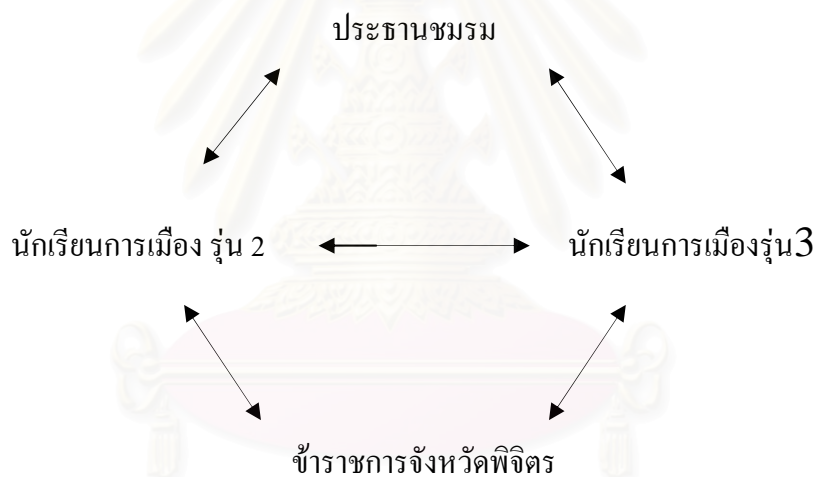 ประธานชมรม
นักเรียนการเมือง รุ่น 2
นักเรียนการเมืองรุ่น3
ข้าราชการจังหวัดพิจิตร